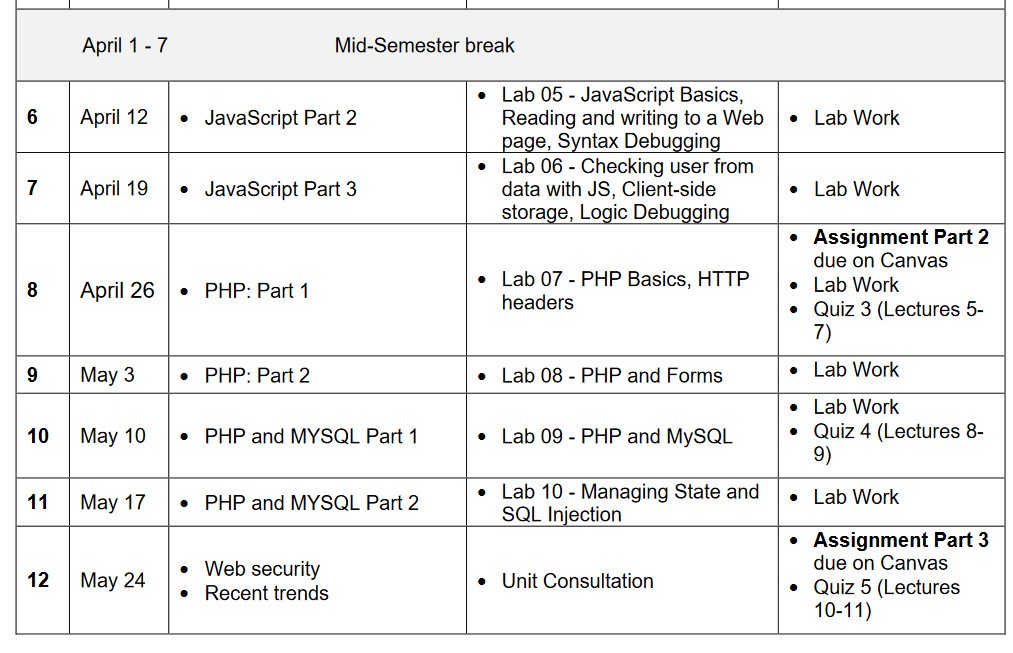 April 1 - 7 Mid-Semester break
6 April 12 • JavaScript Part 2
• Lab 05 - JavaScript Basics,
Reading and writing to a Web
page, Syntax Debugging
• Lab Work
7 April 19 • JavaScript Part 3
• Lab 06 - Checking user from
data with JS, Client-side
storage, Logic Debugging
• Lab Work
8 April 26 • PHP: Part 1
• Lab 07 - PHP Basics, HTTP
headers
• Assignment Part 2
due on Canvas
• Lab Work
• Quiz 3 (Lectures 5-
7)
9 May 3 • PHP: Part 2
• Lab 08 - PHP and Forms
• Lab Work
10 May 10 • PHP and MYSQL Part 1
• Lab 09 - PHP and MySQL
• Lab Work
• Quiz 4 (Lectures 8-
9)
11 May 17 • PHP and MYSQL Part 2
• Lab 10 - Managing State and
SQL Injection
• Lab Work
12 May 24 • Web security
• Recent trends
• Unit Consultation
• Assignment Part 3
due on Canvas
• Quiz 5 (Lectures
10-11)